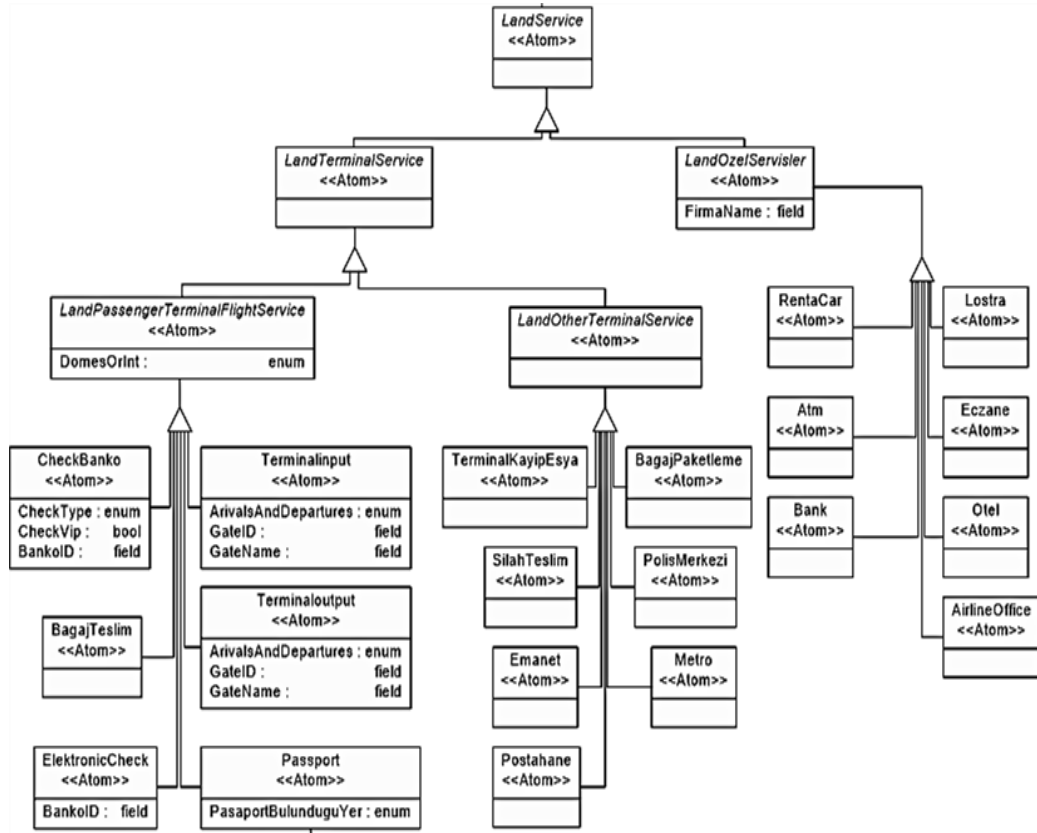 LandService
<<Atom>>
LandTerminalService
<<Atom>>
LandOzelServisler
<<Atom>>
FirmaName : field
LandPassengerTerminalFlightService
<<Atom>>
DomesOrInt : enum
LandOtherTerminalService
<<Atom>>
RentaCar
<<Atom>>
Lostra
<<Atom>>
Atm
<<Atom>>
Eczane
<<Atom>>
Bank
<<Atom>>
Otel
<<Atom>>
AirlineOffice
<<Atom>>
CheckBanko
<<Atom>>
CheckType : enum
CheckVip : bool
BankoID : field
Terminalinput
<<Atom>>
ArivalsAndDepartures : enum
GateID : field
GateName : field
BagajTeslim
<<Atom>>
Terminaloutput
<<Atom>>
ArivalsAndDepartures : enum
GateID : field
GateName : field
ElektronicCheck
<<Atom>>
BankoID : field
Passport
<<Atom>>
PasaportBulunduguYer : enum
TerminalKayipEsya
<<Atom>>
BagajPaketleme
<<Atom>>
SilahTeslim
<<Atom>>
PolisMerkezi
<<Atom>>
Emanet
<<Atom>>
Metro
<<Atom>>
Postahane
<<Atom>>